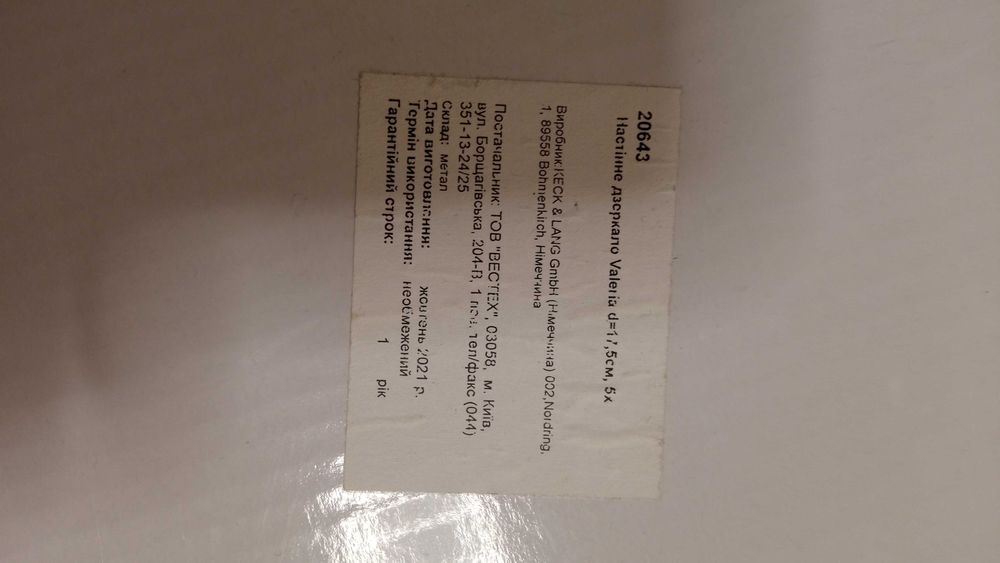 20643
Настінне дзеркало Valeria d=17,5см, 5х
Виробник:KECK & LANG GmbH (Німеччина) 002,Nordring,
1, 89558 Bohmenkirch, Німеччина
Постачальник: ТОВ "ВЕСТЕХ", 03058, м. Київ,
вул. Борщагівська, 204-В, 1 пов, тел/факс (044)
351-13-24/25
Склад: метал
Дата виготовлення: жовтень 2021 р.
Термін використання: необмежений
Гарантійний строк: 1 рік